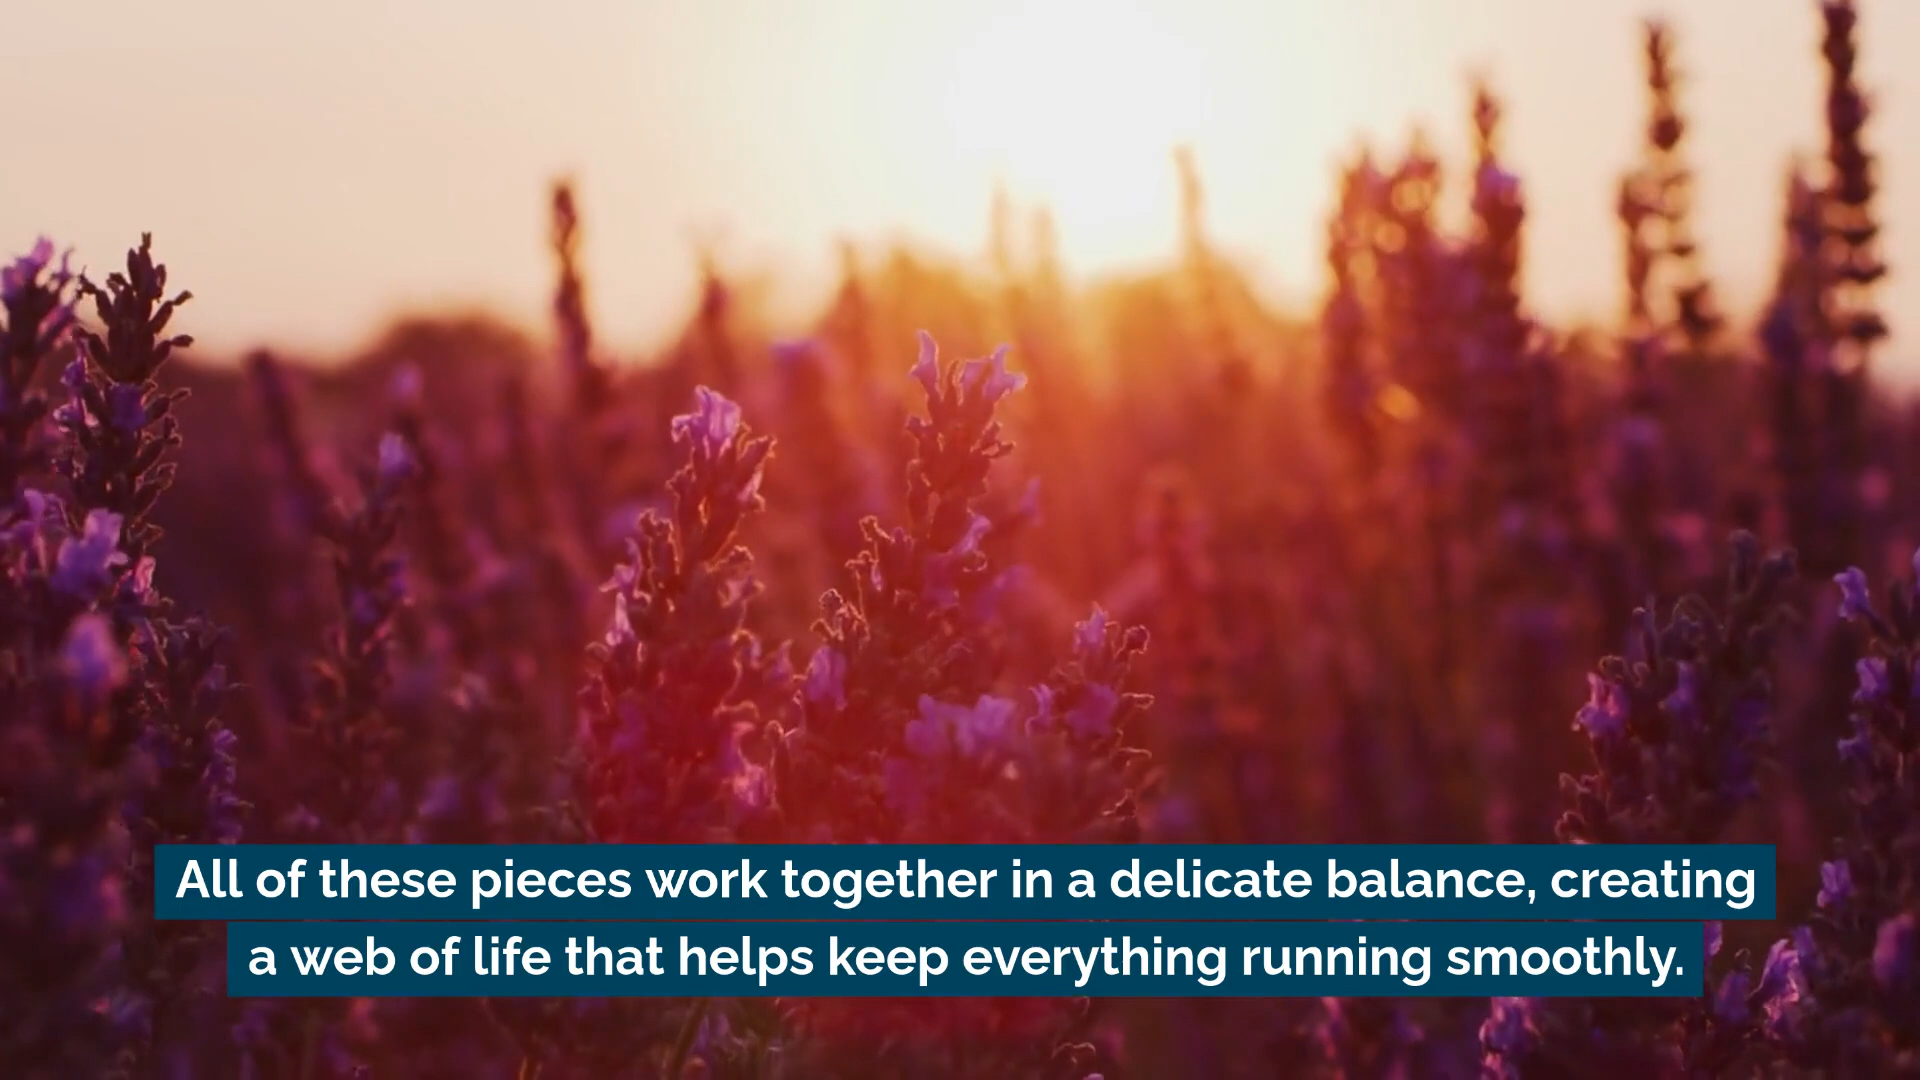 All of these pieces work together in a delicate balance, creating
a web of life that helps keep everything running smoothly.